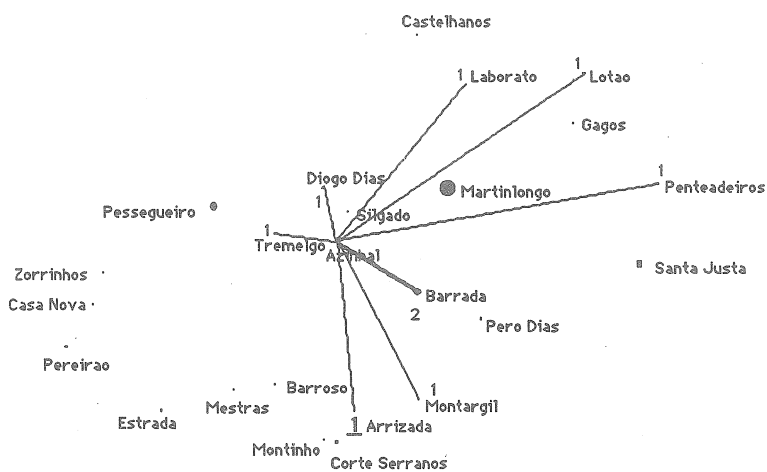 Castelhanos
1 Laborato
1 Lotao
Gagos
Diogo Dias
1
Martinlongo
1
Penteadeiros
Pessegueiro
Silgado
1
Tremelgo
Azinhal
Zorrinhos
Santa Justa
Casa Nova
Barrada
2
Pero Dias
Pereirao
Barroso
1
Mestras
Montargil
Estrada
1 Arrizada
Montinho
Corte Serranos